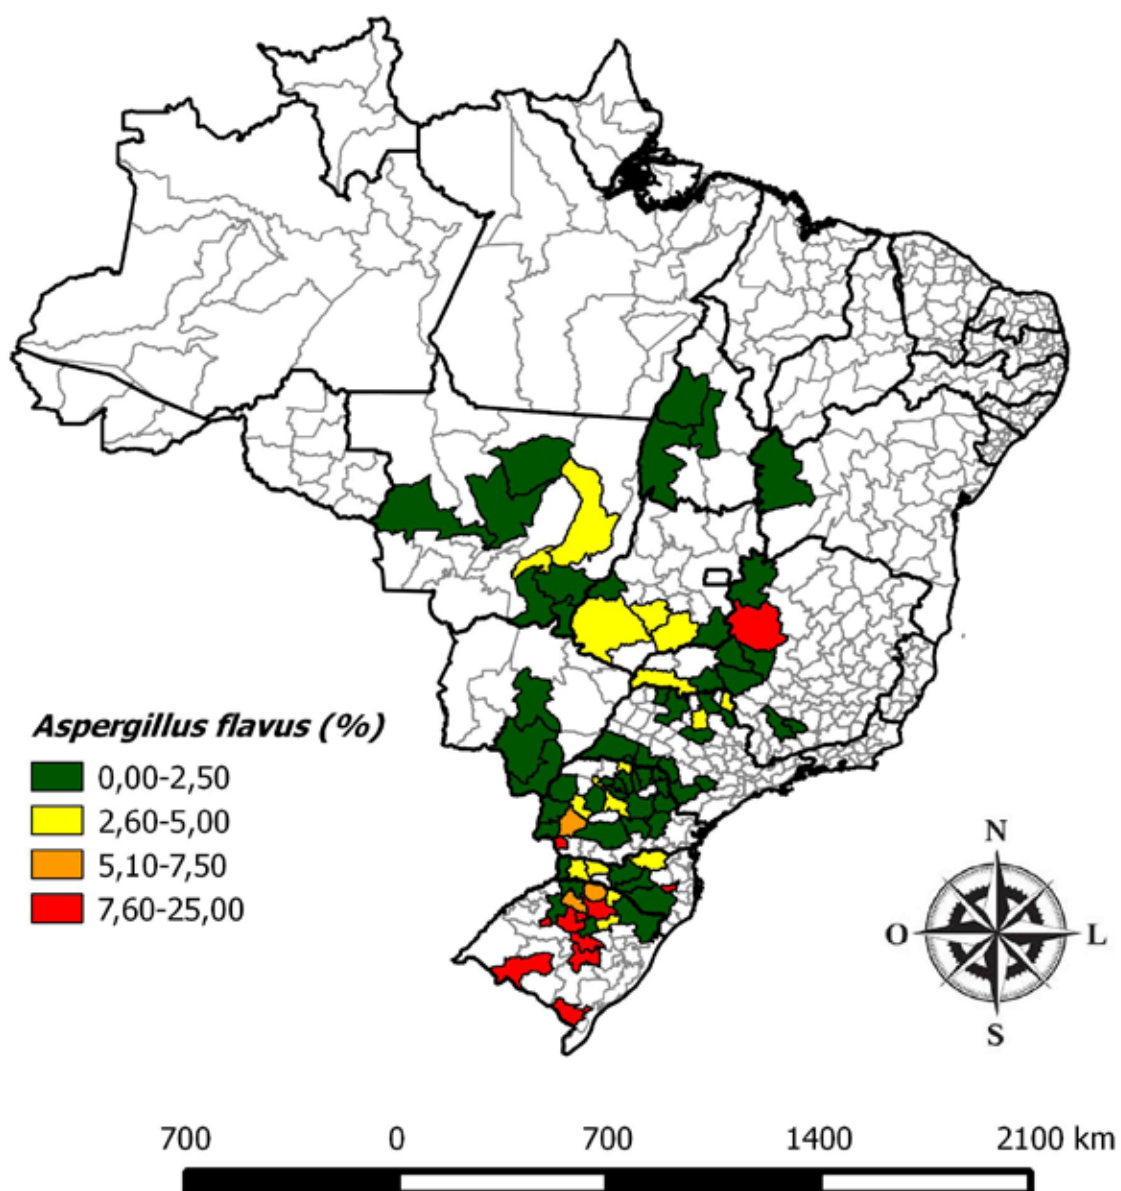 Aspergillus flavus (%)
0,00-2,50
2,60-5,00
5,10-7,50
7,60-25,00
N
O
L
S
700 0 700 1400 2100 km